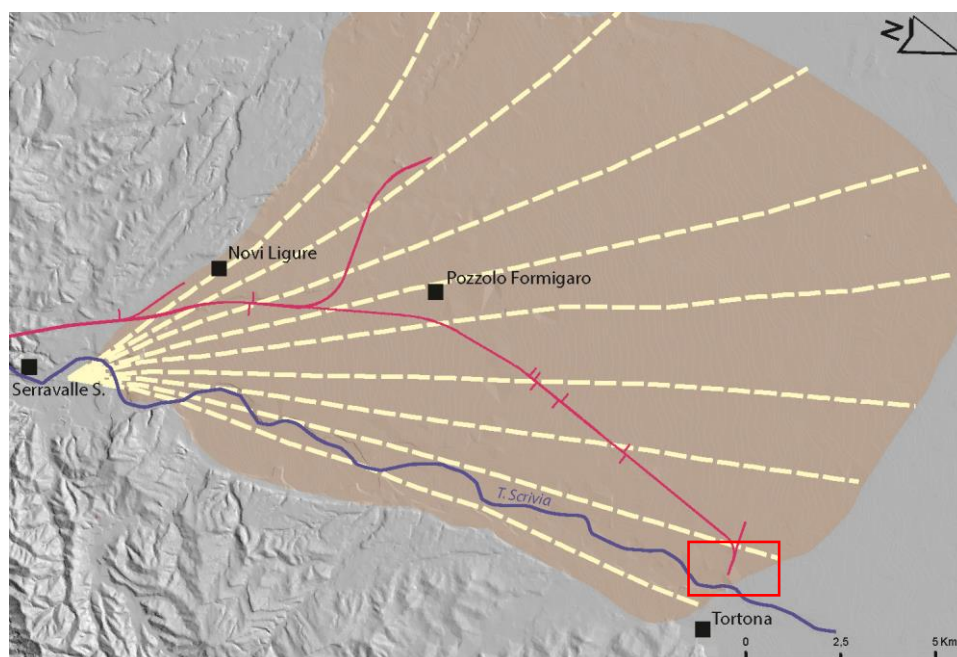 N
Novi Ligure
Pozzolo Formigaro
Serravalle S.
T. Scrivia
Tortona
0 2,5 5 Km